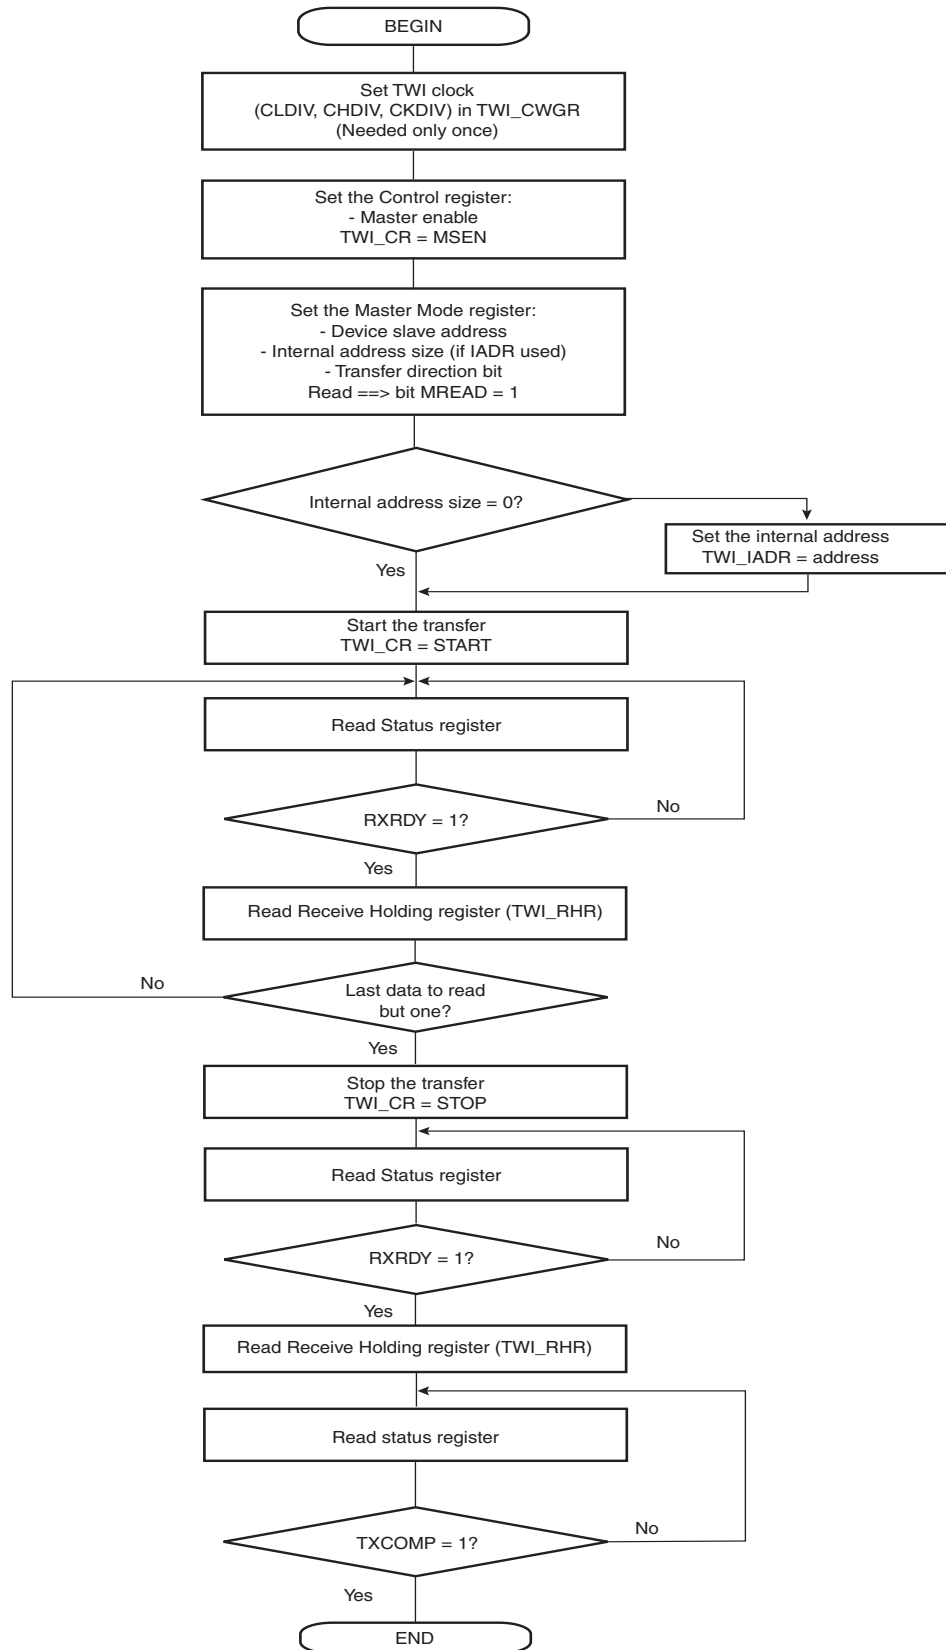 BEGIN
Set TWI clock
(CLDIV, CHDIV, CKDIV) in TWI_CWGR
(Needed only once)
Set the Control register:
- Master enable
TWI_CR = MSEN
Set the Master Mode register:
- Device slave address
- Internal address size (if IADR used)
- Transfer direction bit
Read ==> bit MREAD = 1
Internal address size = 0?
Set the internal address
TWI_IADR = address
Yes
Start the transfer
TWI_CR = START
Read Status register
RXRDY = 1?
No
Yes
Read Receive Holding register (TWI_RHR)
No
Last data to read
but one?
Yes
Stop the transfer
TWI_CR = STOP
Read Status register
RXRDY = 1?
No
Yes
Read Receive Holding register (TWI_RHR)
Read status register
TXCOMP = 1?
No
Yes
END